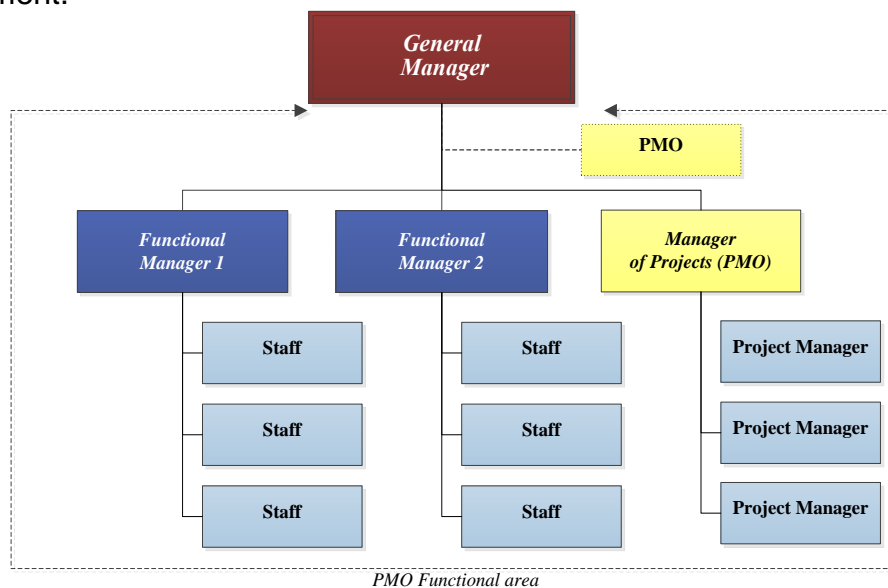 General
Manager
PMO
Functional
Manager 1
Functional
Manager 2
Manager
of Projects (PMO)
Staff
Staff
Project Manager
Staff
Staff
Project Manager
Staff
Staff
Project Manager
PMO Functional area